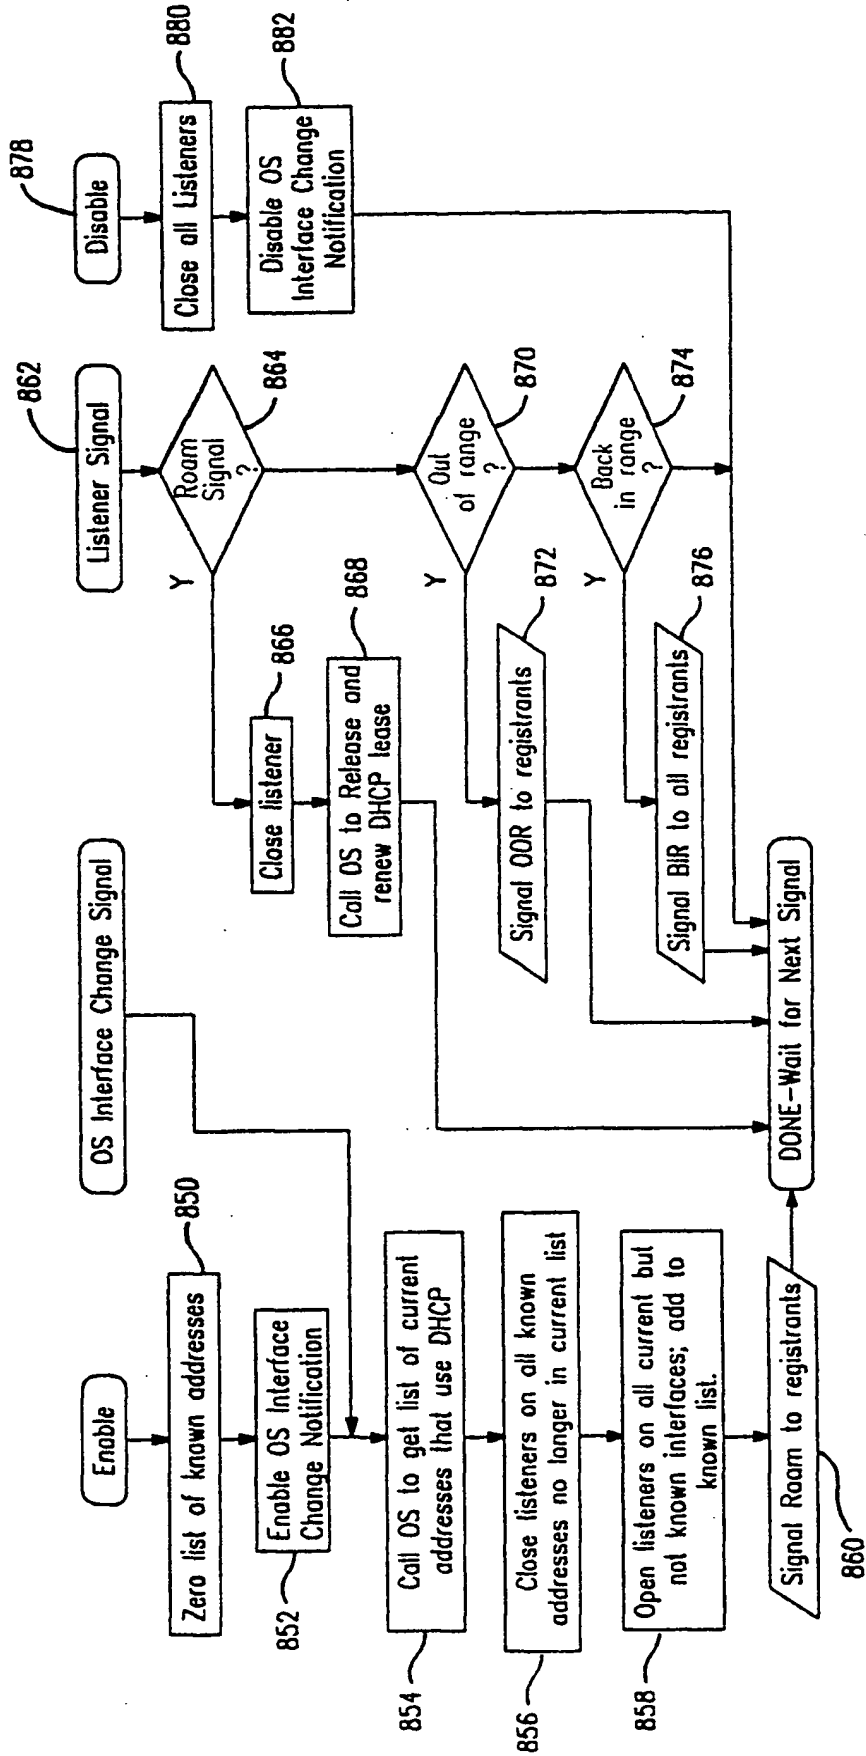 Enable
Zero list of known addresses
850
Enable OS Interface
Change Notification
852
Call OS to get list of current
addresses that use DHCP
854
Close listeners on all known
addresses no longer in current list
856
Open listeners on all current but
not known interfaces; add to
known list.
858
Signal Roam to registrants
860
OS Interface Change Signal
Listener Signal
862
Roam
Signal
?
864
Y
Close listener
866
Call OS to Release and
renew DHCP lease
868
Out
of range
?
870
Y
Signal OOR to registrants
872
Back
in range
?
874
Y
Signal BIR to all registrants
876
Disable
878
Close all Listeners
880
Disable OS
Interface Change
Notification
882
DONE-Wait for Next Signal